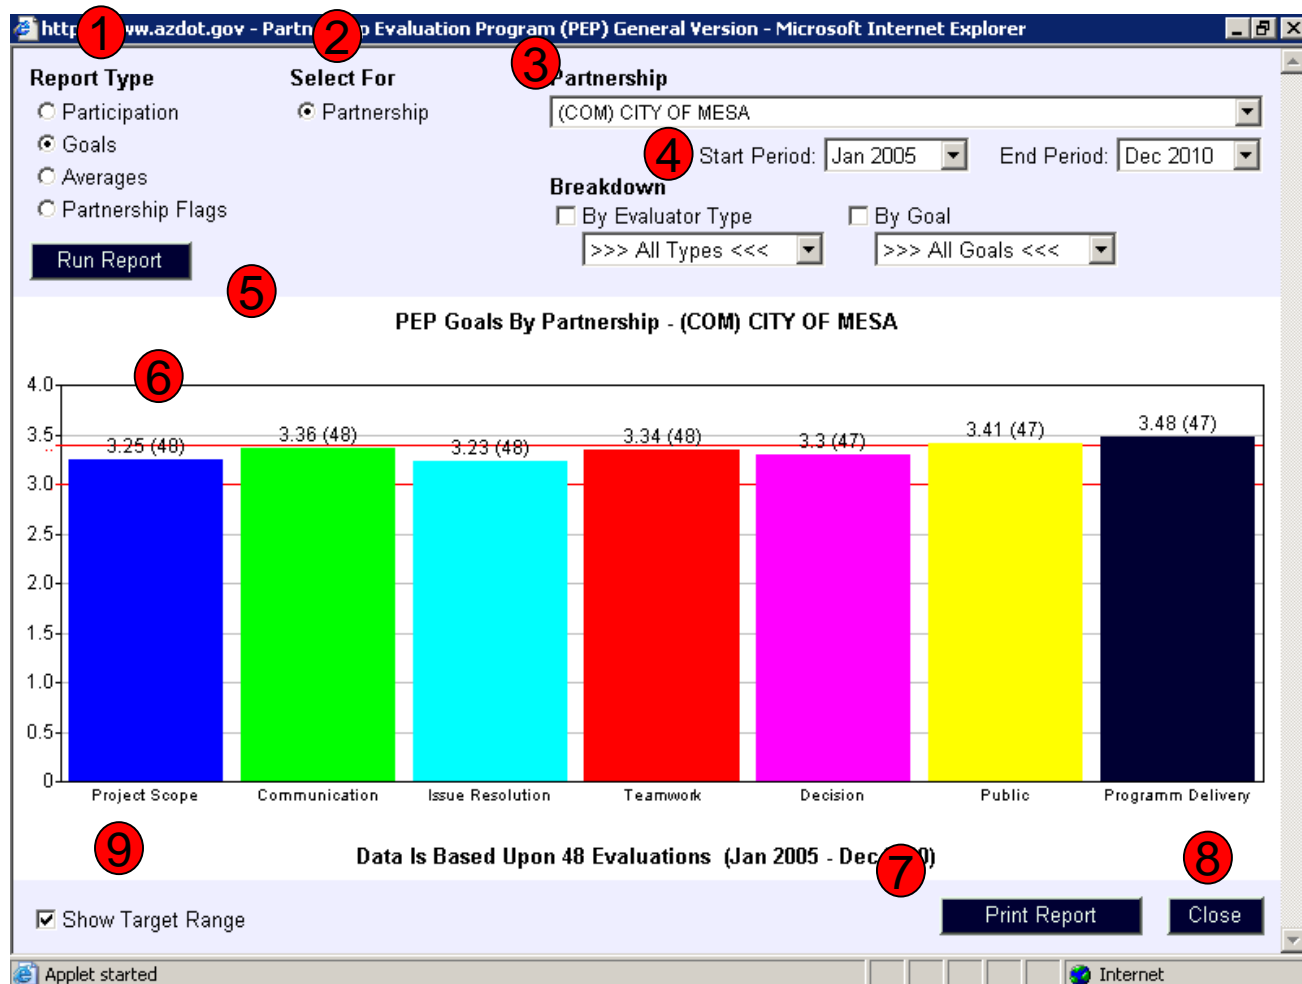 http 1 ww.azdot.gov - Partn 2 p Evaluation Program (PEP) General Version - Microsoft Internet Explorer
Report Type
Select For
3 Partnership
Participation
Partnership
(COM) CITY OF MESA
Goals
4 Start Period: Jan 2005 End Period: Dec 2010
Averages
Breakdown
Partnership Flags
By Evaluator Type By Goal
>>> All Types <<< >>> All Goals <<<
Run Report
5
PEP Goals By Partnership - (COM) CITY OF MESA
6
4.0
3.5
3.0
2.5
2.0
1.5
1.0
0.5
0
3.25 (48) 3.36 (48) 3.23 (48) 3.34 (48) 3.3 (47) 3.41 (47) 3.48 (47)
Project Scope Communication Issue Resolution Teamwork Decision Public Programm Delivery
9
Data Is Based Upon 48 Evaluations (Jan 2005 - Dec 0)
7
8
Show Target Range
Print Report Close
Applet started Internet